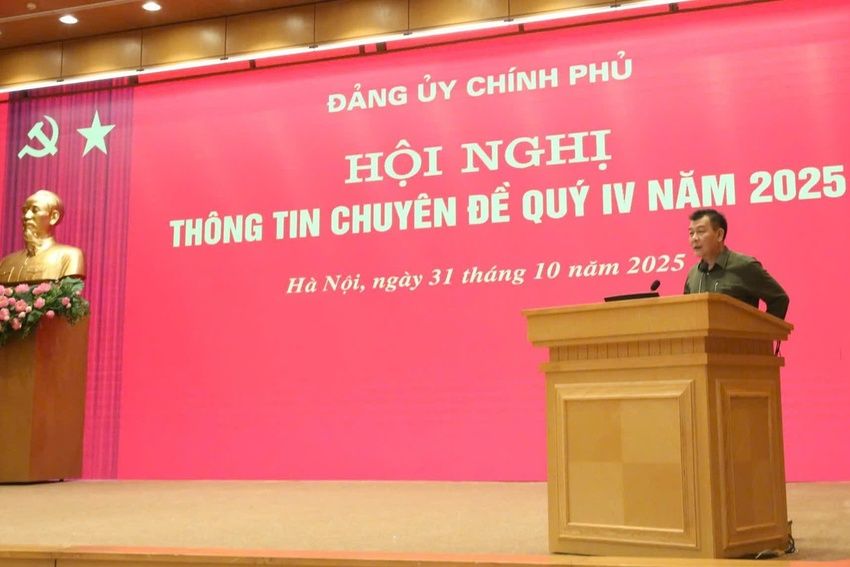 ĐẢNG ỦY CHÍNH PHỦ
HỘI NGHỊ
THÔNG TIN CHUYÊN ĐỀ QUÝ IV NĂM 2025
Hà Nội, ngày 31 tháng 10 năm 2025